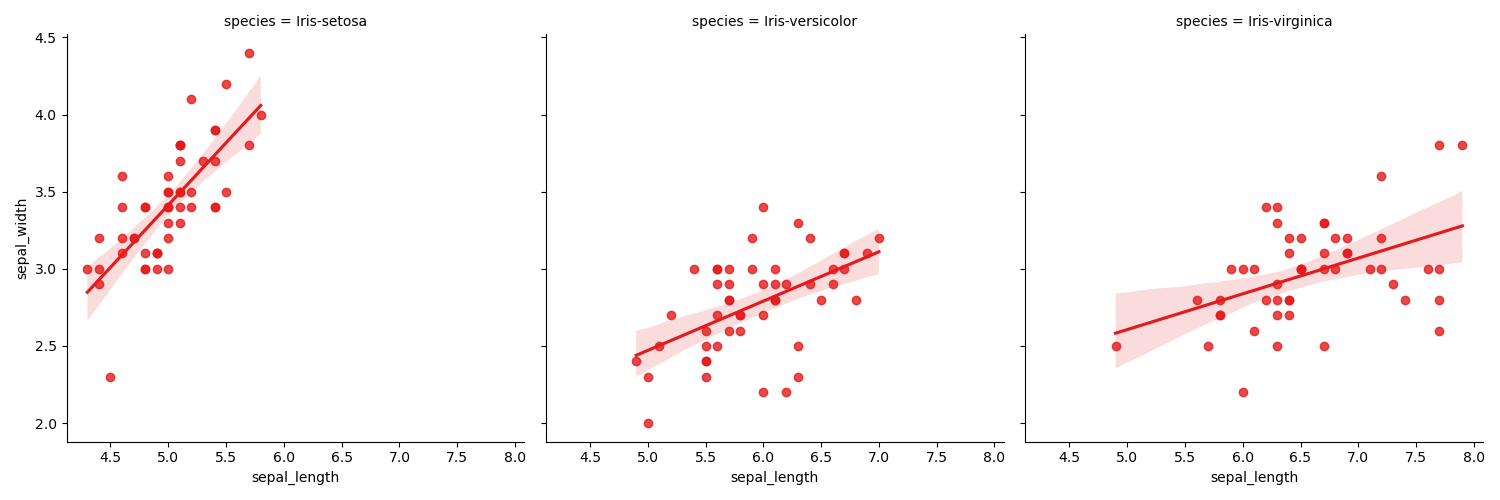 species = Iris-setosa
species = Iris-versicolor
species = Iris-virginica
4.5
4.0
3.5
3.0
2.5
2.0
sepal_width
4.5 5.0 5.5 6.0 6.5 7.0 7.5 8.0
4.5 5.0 5.5 6.0 6.5 7.0 7.5 8.0
4.5 5.0 5.5 6.0 6.5 7.0 7.5 8.0
sepal_length
sepal_length
sepal_length